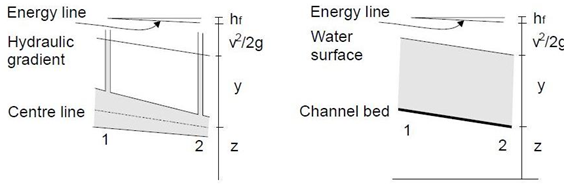 Energy line
Hydraulic
gradient
Centre line
1
2
hf
v²/2g
y
z
Energy line
Water
surface
Channel bed
1
2
hf
v²/2g
y
z